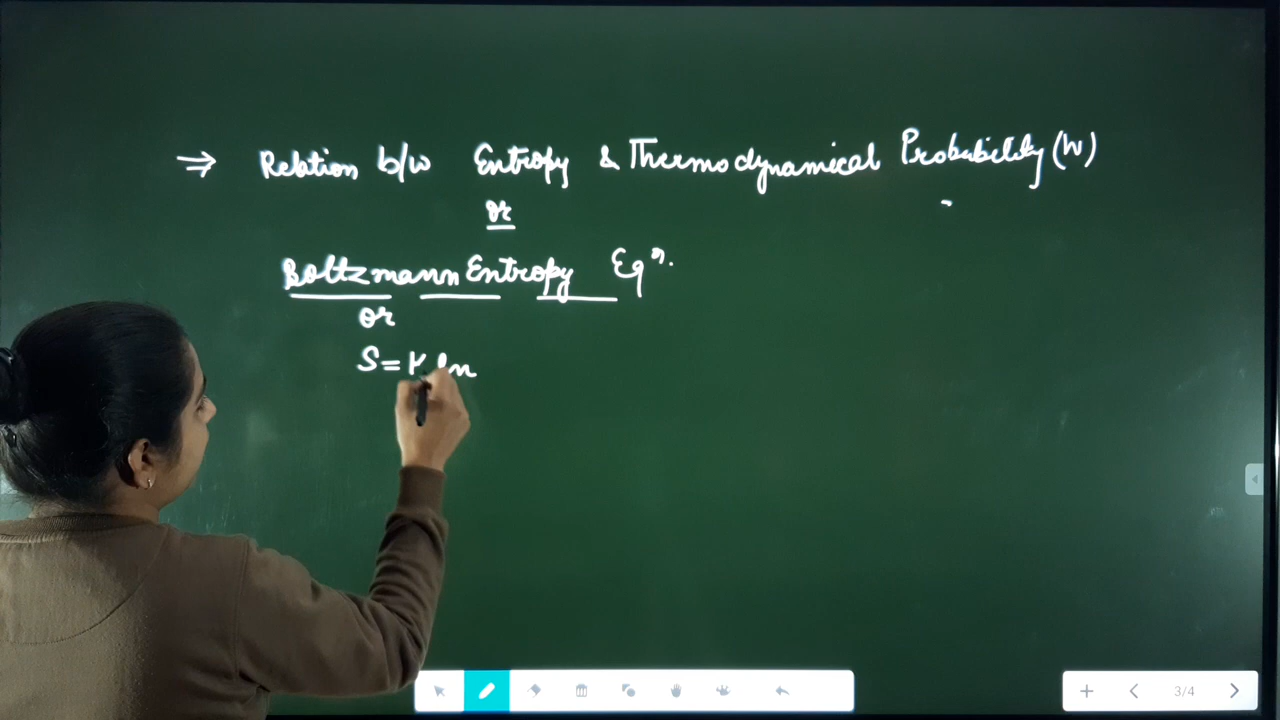 ⇒ Relation b/w Entropy & Thermodynamical Probability (W)
or
Boltzmann Entropy Eqⁿ.
or
S = K ln
3/4